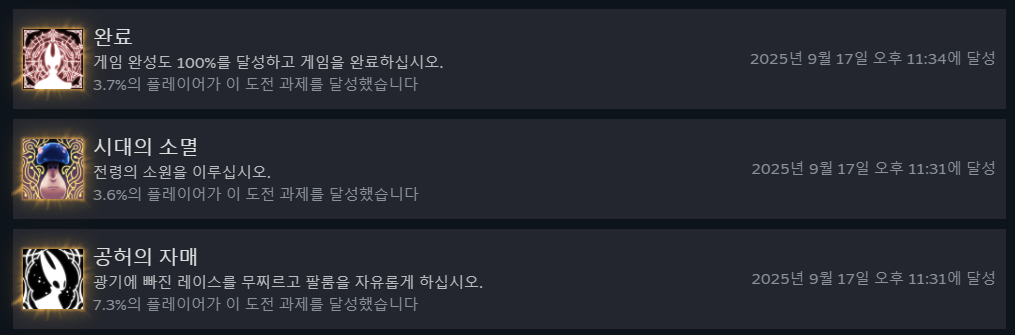 완료
게임 완성도 100%를 달성하고 게임을 완료하십시오.
3.7%의 플레이어가 이 도전 과제를 달성했습니다
2025년 9월 17일 오후 11:34에 달성
시대의 소멸
전령의 소원을 이루십시오.
3.6%의 플레이어가 이 도전 과제를 달성했습니다
2025년 9월 17일 오후 11:31에 달성
공허의 자매
광기에 빠진 레이스를 무찌르고 팔룸을 자유롭게 하십시오.
7.3%의 플레이어가 이 도전 과제를 달성했습니다
2025년 9월 17일 오후 11:31에 달성